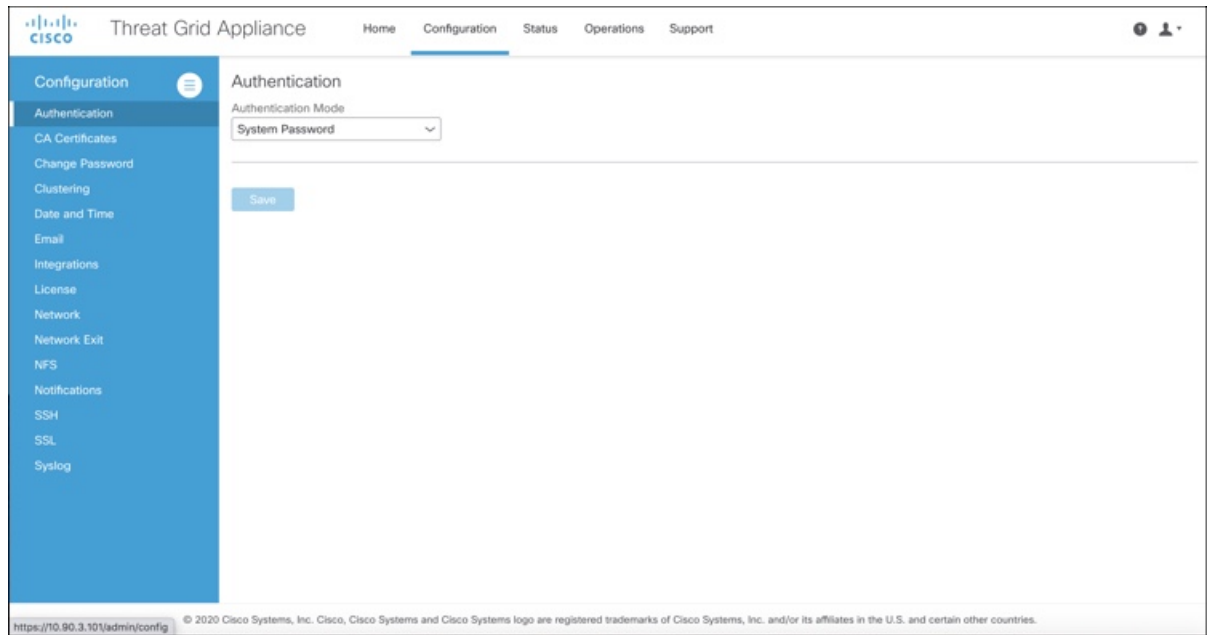 CISCO
Threat Grid Appliance
Home
Configuration
Status
Operations
Support
?
Configuration
Authentication
CA Certificates
Change Password
Clustering
Date and Time
Email
Integrations
License
Network
Network Exit
NFS
Notifications
SSH
SSL
Syslog
Authentication
Authentication Mode
System Password
Save
https://10.90.3.101/admin/config
© 2020 Cisco Systems, Inc. Cisco, Cisco Systems and Cisco Systems logo are registered trademarks of Cisco Systems, Inc. and/or its affiliates in the U.S. and certain other countries.